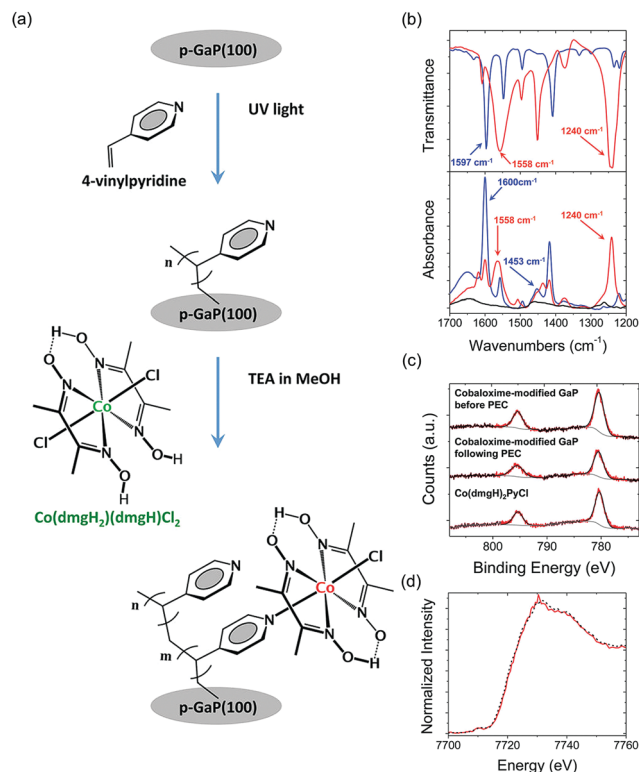 (a)
p-GaP(100)
UV light
N
4-vinylpyridine
N
n
p-GaP(100)
TEA in MeOH
H O
O N Cl
N
Co
Cl N N
O O H
H
Co(dmgH₂)(dmgH)Cl₂
H O
O N Cl
N N
n Co
N N N O
m O H
p-GaP(100)
(b)
Transmittance
1597 cm⁻¹
1558 cm⁻¹
1240 cm⁻¹
Absorbance
1600cm⁻¹
1558 cm⁻¹
1453 cm⁻¹
1240 cm⁻¹
1700 1600 1500 1400 1300 1200
Wavenumbers (cm⁻¹)
(c)
Counts (a.u.)
Cobaloxime-modified GaP
before PEC
Cobaloxime-modified GaP
following PEC
Co(dmgH)₂PyCl
800 790 780
Binding Energy (eV)
(d)
Normalized Intensity
7700 7720 7740 7760
Energy (eV)